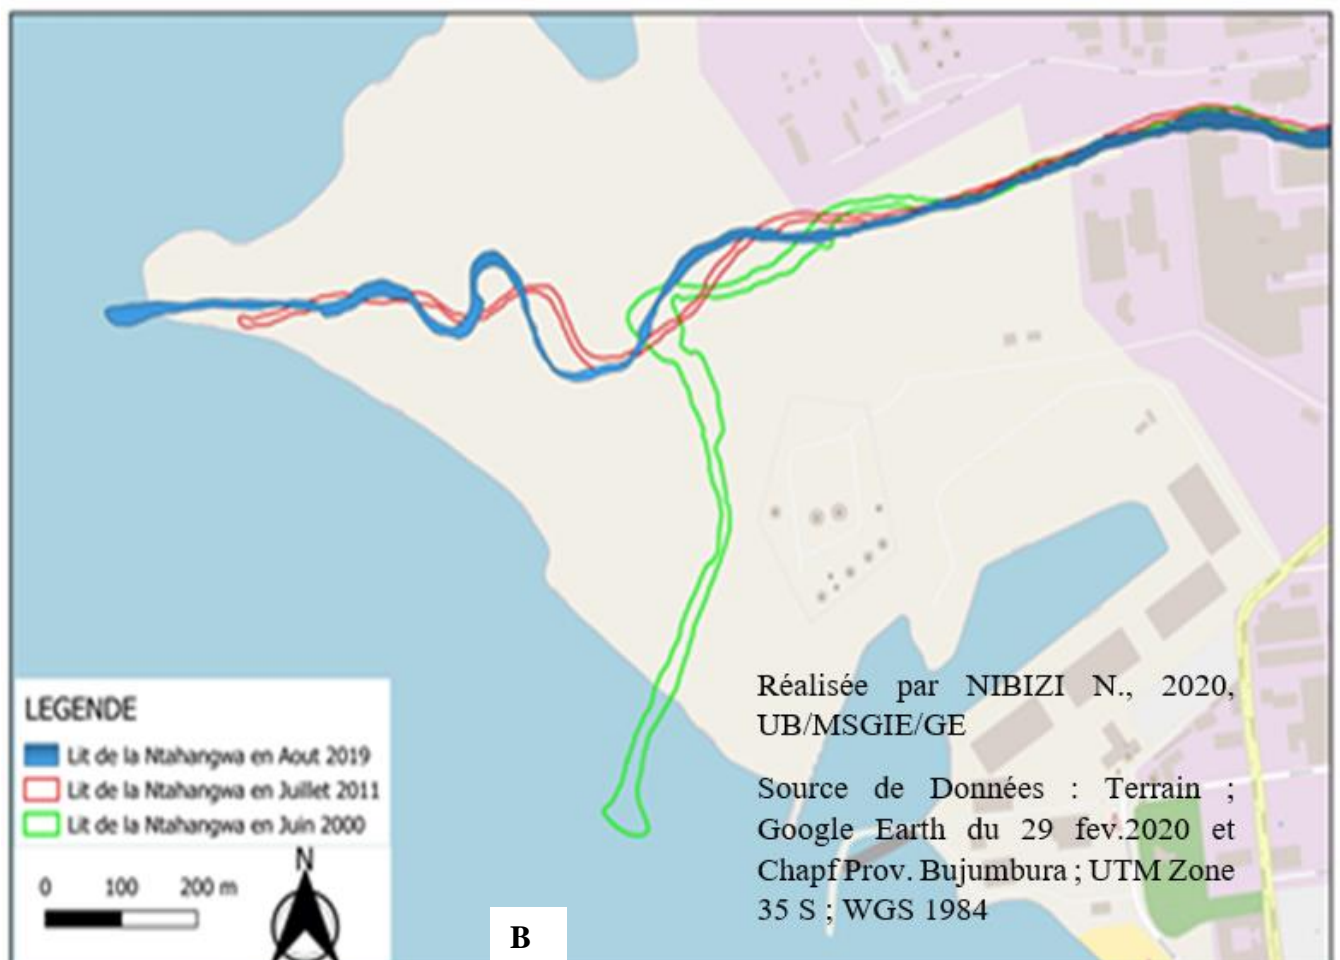 Réalisée par NIBIZI N., 2020,
UB/MSGIE/GE
Source de Données : Terrain ;
Google Earth du 29 fev.2020 et
Chapf Prov. Bujumbura ; UTM Zone
35 S ; WGS 1984
LEGENDE
Lit de la Ntahangwa en Aout 2019
Lit de la Ntahangwa en Juillet 2011
Lit de la Ntahangwa en Juin 2000
N
0 100 200 m
B